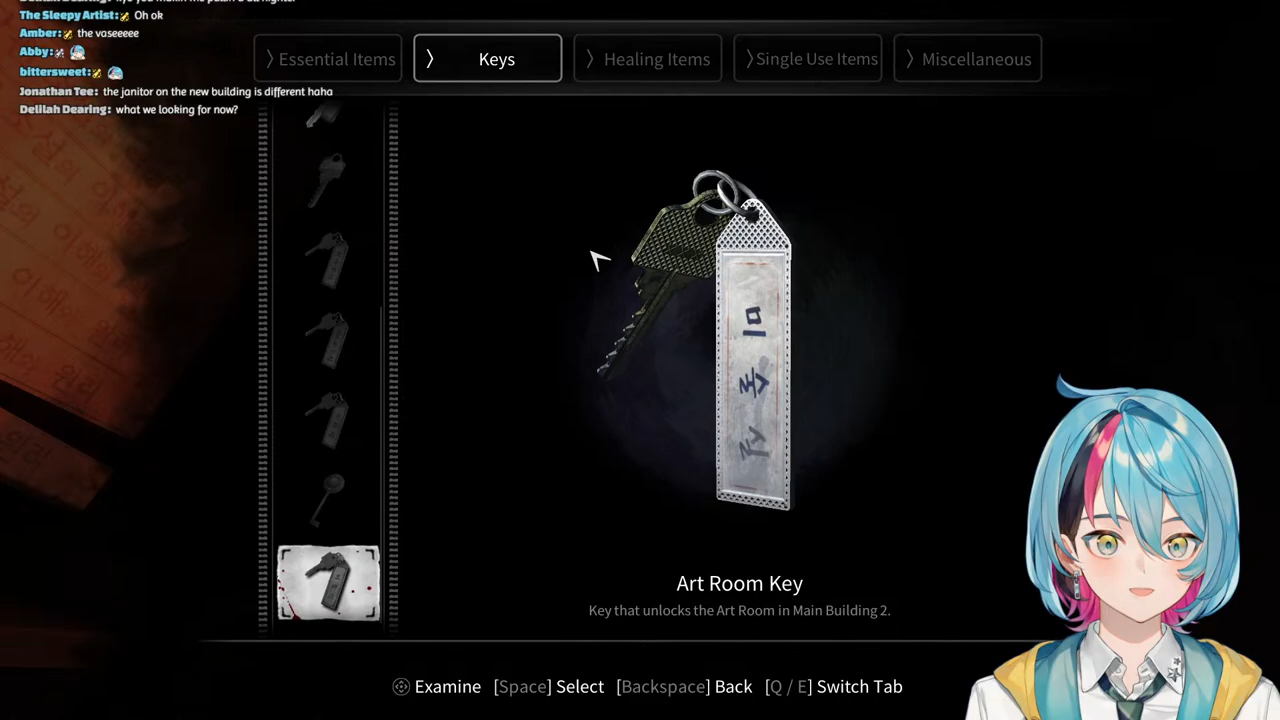 The Sleepy Artist: Oh ok
Amber: the vaseeeee
Abby:
bittersweet:
Jonathan Tee: the janitor on the new building is different haha
Delilah Dearing: what we looking for now?
Essential Items
Keys
Healing Items
Single Use Items
Miscellaneous
미
술
실
Art Room Key
Key that unlocks the Art Room in Main Building 2.
Examine [Space] Select [Backspace] Back [Q / E] Switch Tab